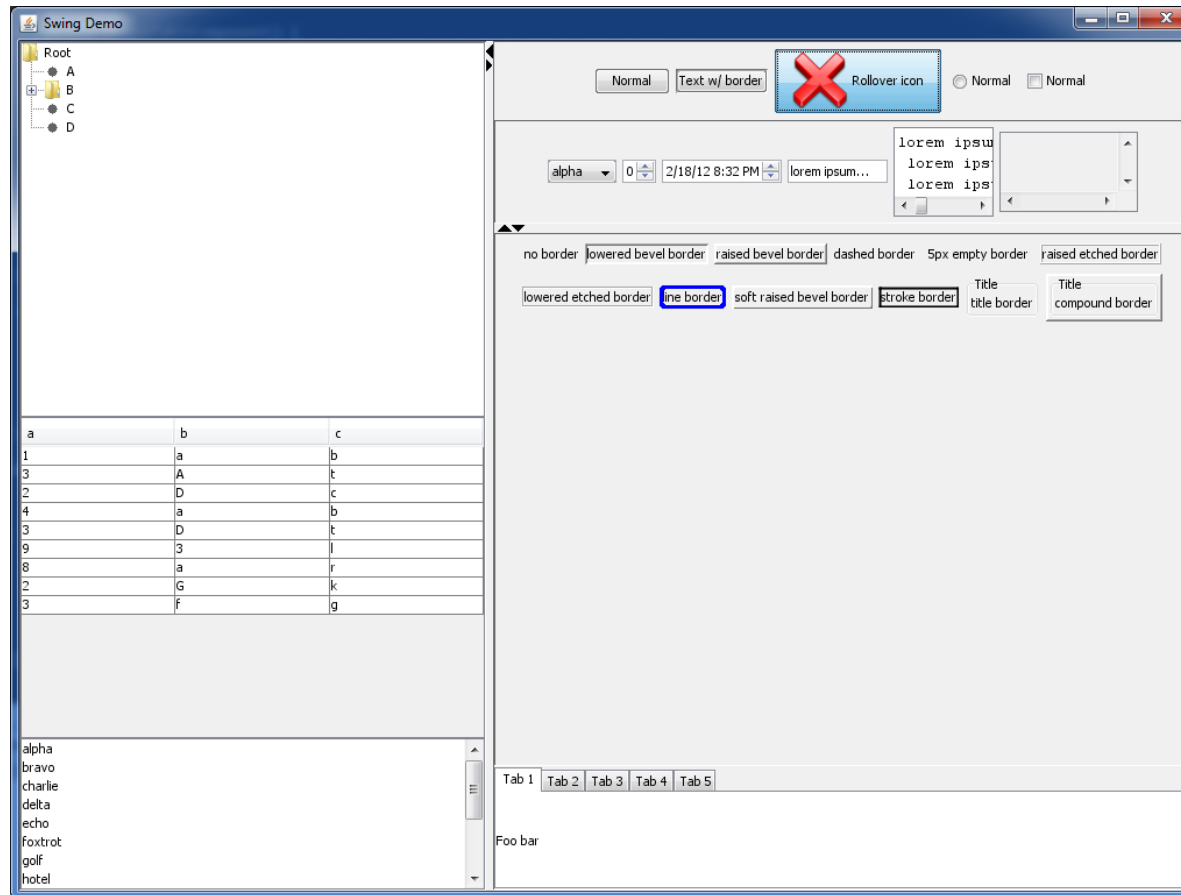 Swing Demo
Root
A
B
C
D
Normal
Text w/ border
Rollover icon
Normal
Normal
alpha
0
2/18/12 8:32 PM
lorem ipsum...
lorem ipsu
lorem ips
lorem ips
no border lowered bevel border raised bevel border dashed border 5px empty border raised etched border
lowered etched border line border soft raised bevel border stroke border
Title
title border
Title
compound border
a b c
1 a b
3 A t
2 D c
4 a b
3 D t
9 3 l
8 a r
2 G k
3 f g
alpha
bravo
charlie
delta
echo
foxtrot
golf
hotel
Tab 1 Tab 2 Tab 3 Tab 4 Tab 5
Foo bar